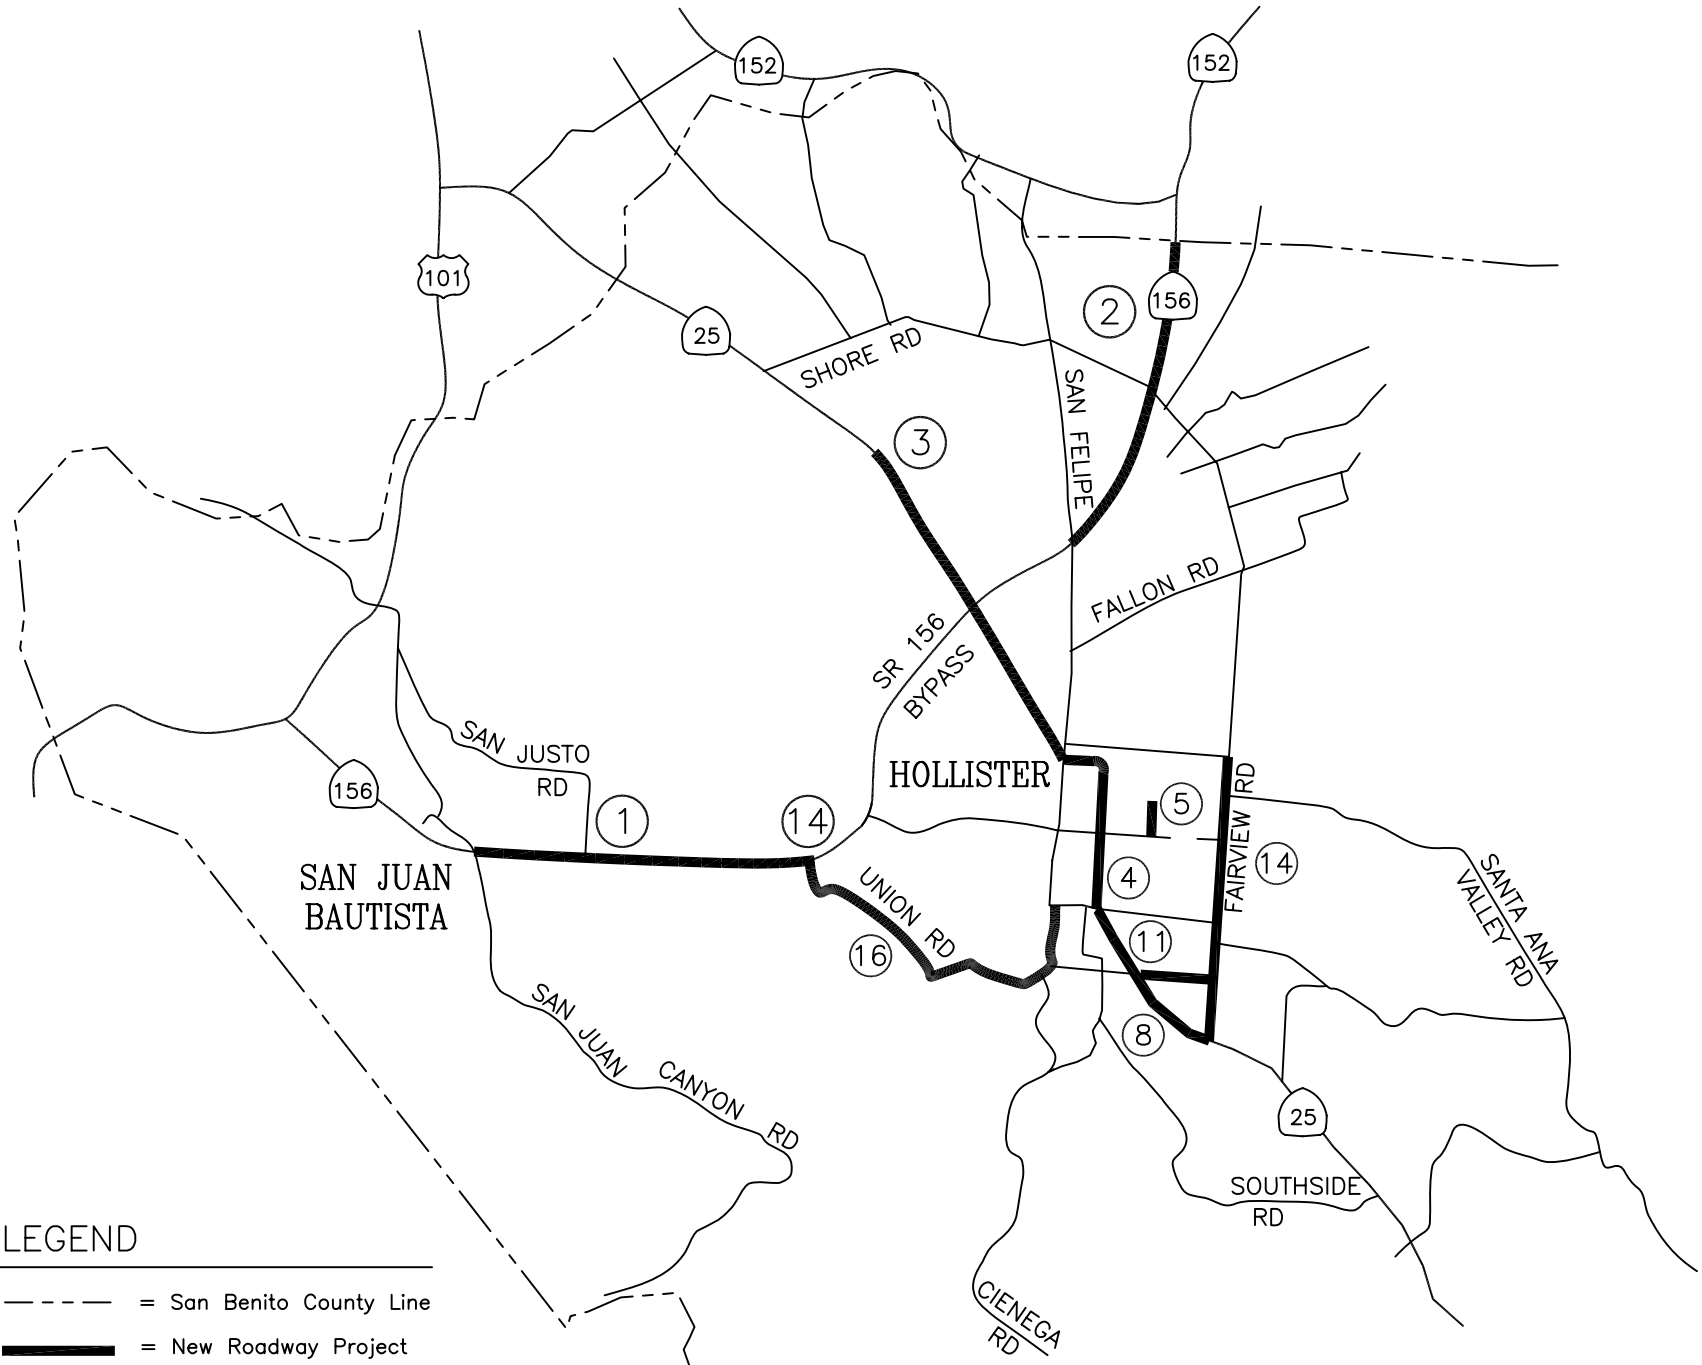 152
152
101
156
2
25
SHORE RD
SAN FELIPE
3
FALLON RD
SR 156
BYPASS
SAN JUSTO
RD
HOLLISTER
156
1
14
5
FAIRVIEW RD
14
4
SAN JUAN
BAUTISTA
UNION RD
16
11
SANTA ANA
VALLEY RD
8
SAN JUAN CANYON RD
25
SOUTHSIDE
RD
CIENEGA
RD
LEGEND
= San Benito County Line
= New Roadway Project